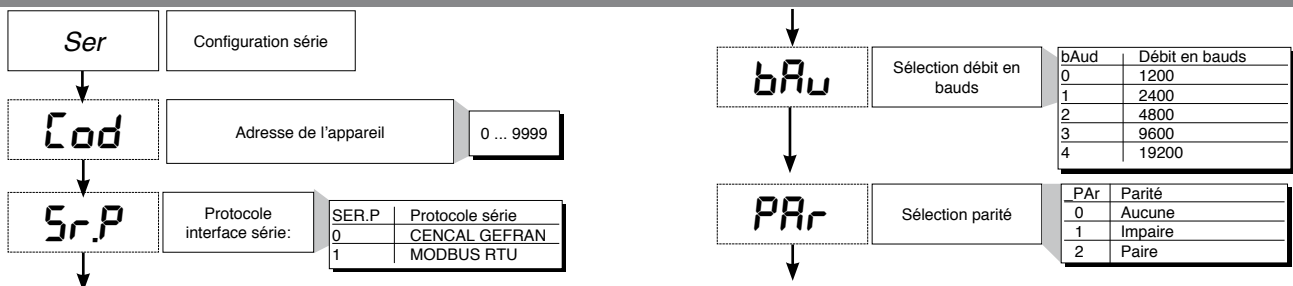 Ser
Configuration série
Cod
Adresse de l'appareil
0 ... 9999
Sr.P
Protocole
interface série:
SER.P Protocole série
0 CENCAL GEFRAN
1 MODBUS RTU
bAu
Sélection débit en
bauds
bAud Débit en bauds
0 1200
1 2400
2 4800
3 9600
4 19200
PAr
Sélection parité
_PAr Parité
0 Aucune
1 Impaire
2 Paire